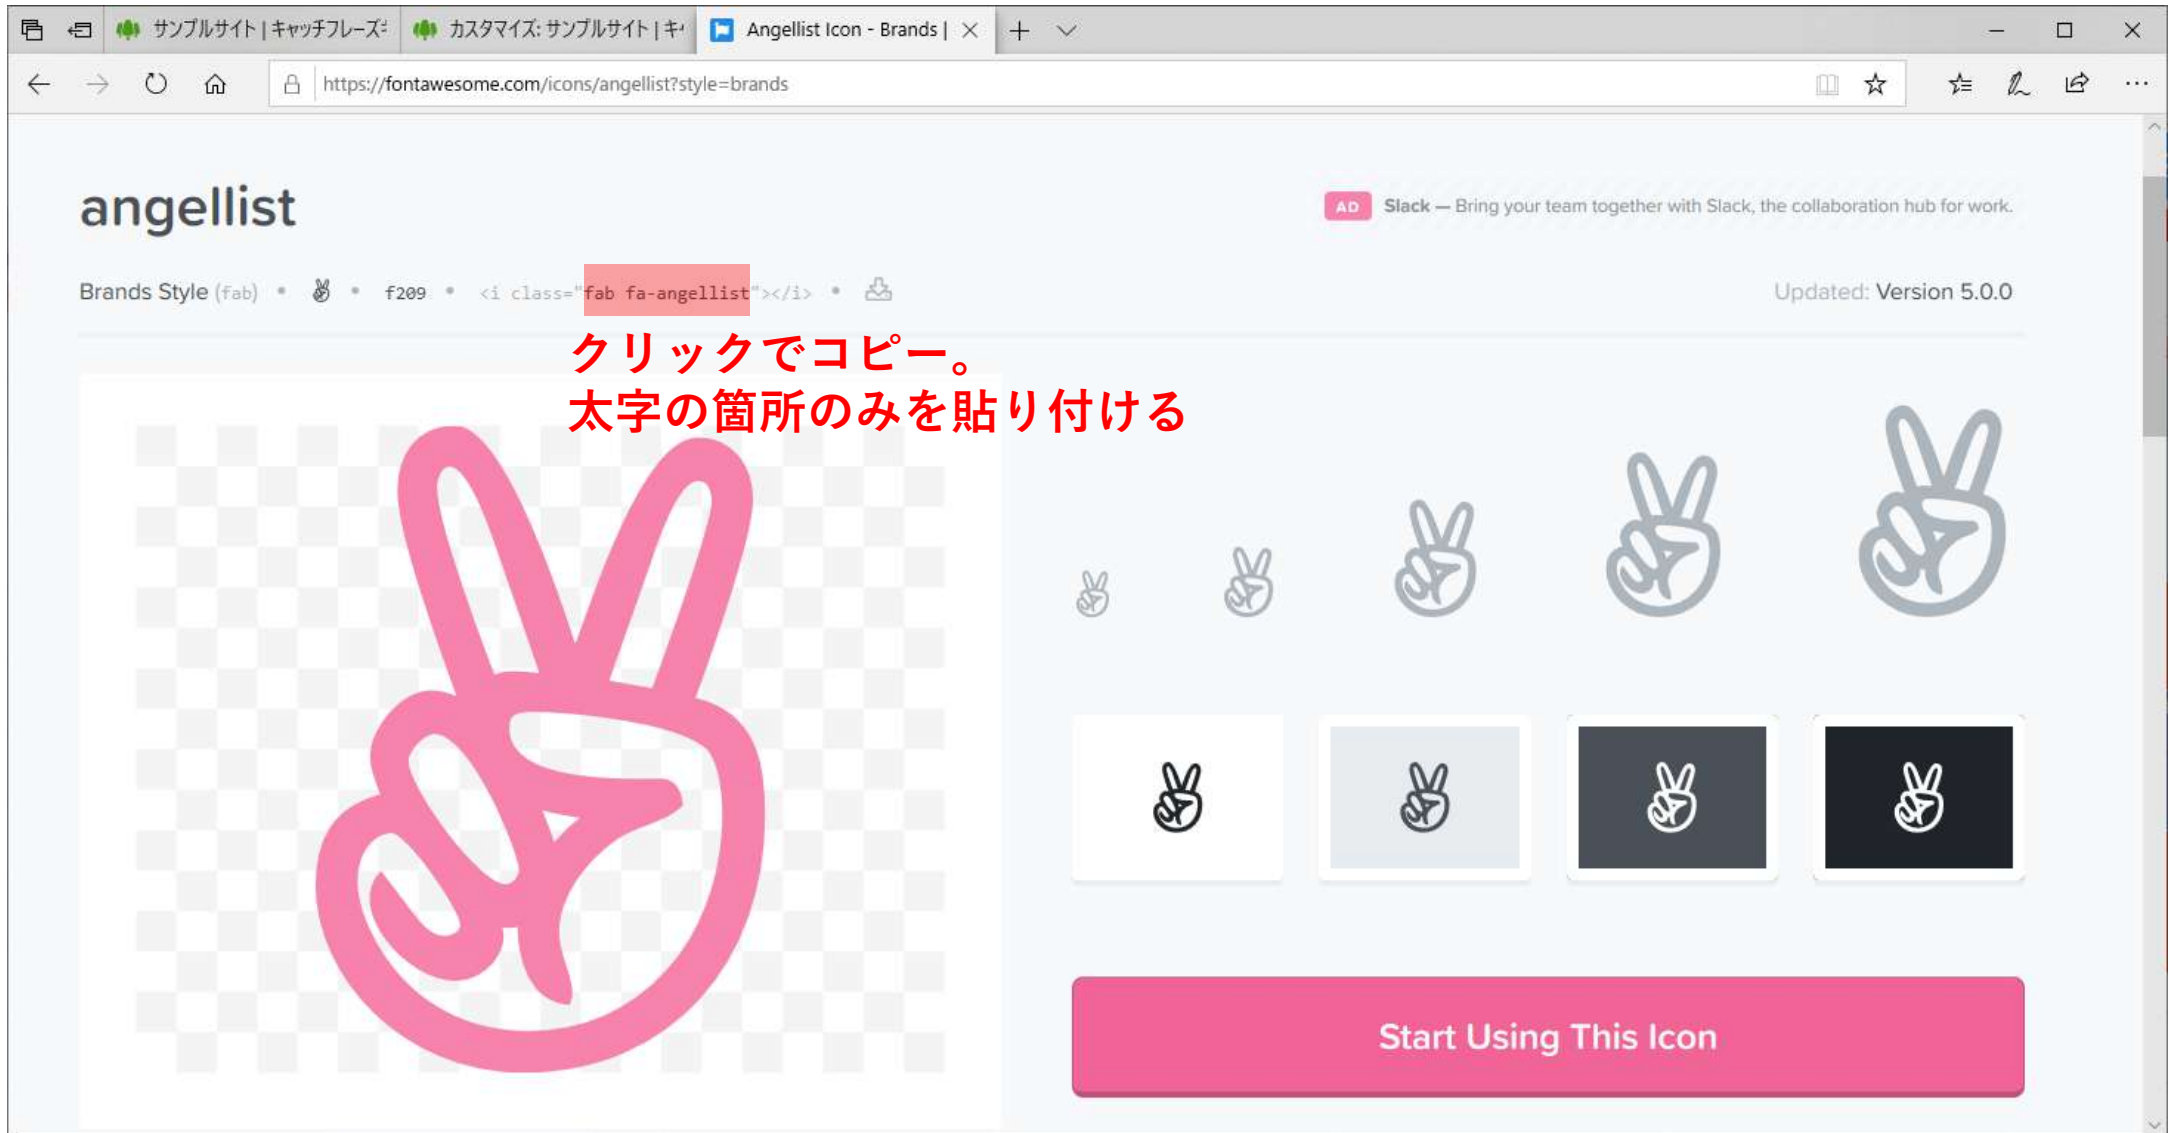 サンプルサイト | キャッチフレーズ
カスタマイズ: サンプルサイト | キ
Angellist Icon - Brands |
https://fontawesome.com/icons/angellist?style=brands
angellist
AD Slack — Bring your team together with Slack, the collaboration hub for work.
Brands Style (fab) • • f209 • <i class="fab fa-angellist"></i> •
Updated: Version 5.0.0
クリックでコピー。
太字の箇所のみを貼り付ける
Start Using This Icon